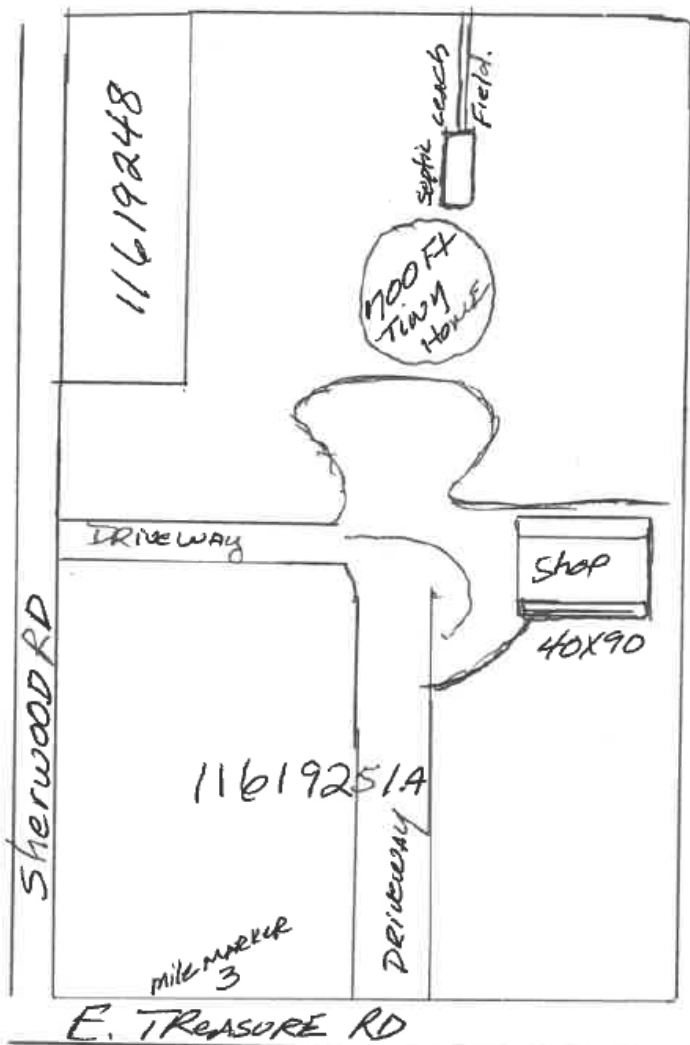 11619248
septic Leach
Field.
700 Ft
Tiny
Home
DRIVEWAY
Shop
40X90
SherwooD RD
11619251A
DRIVEWAY
mile MARKER
3
E. TReASURE RD